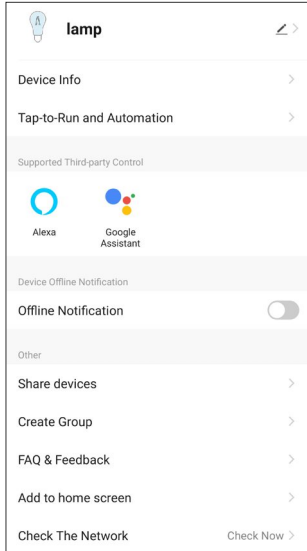 lamp
Device Info
Tap-to-Run and Automation
Supported Third-party Control
Alexa
Google
Assistant
Device Offline Notification
Offline Notification
Other
Share devices
Create Group
FAQ & Feedback
Add to home screen
Check The Network Check Now